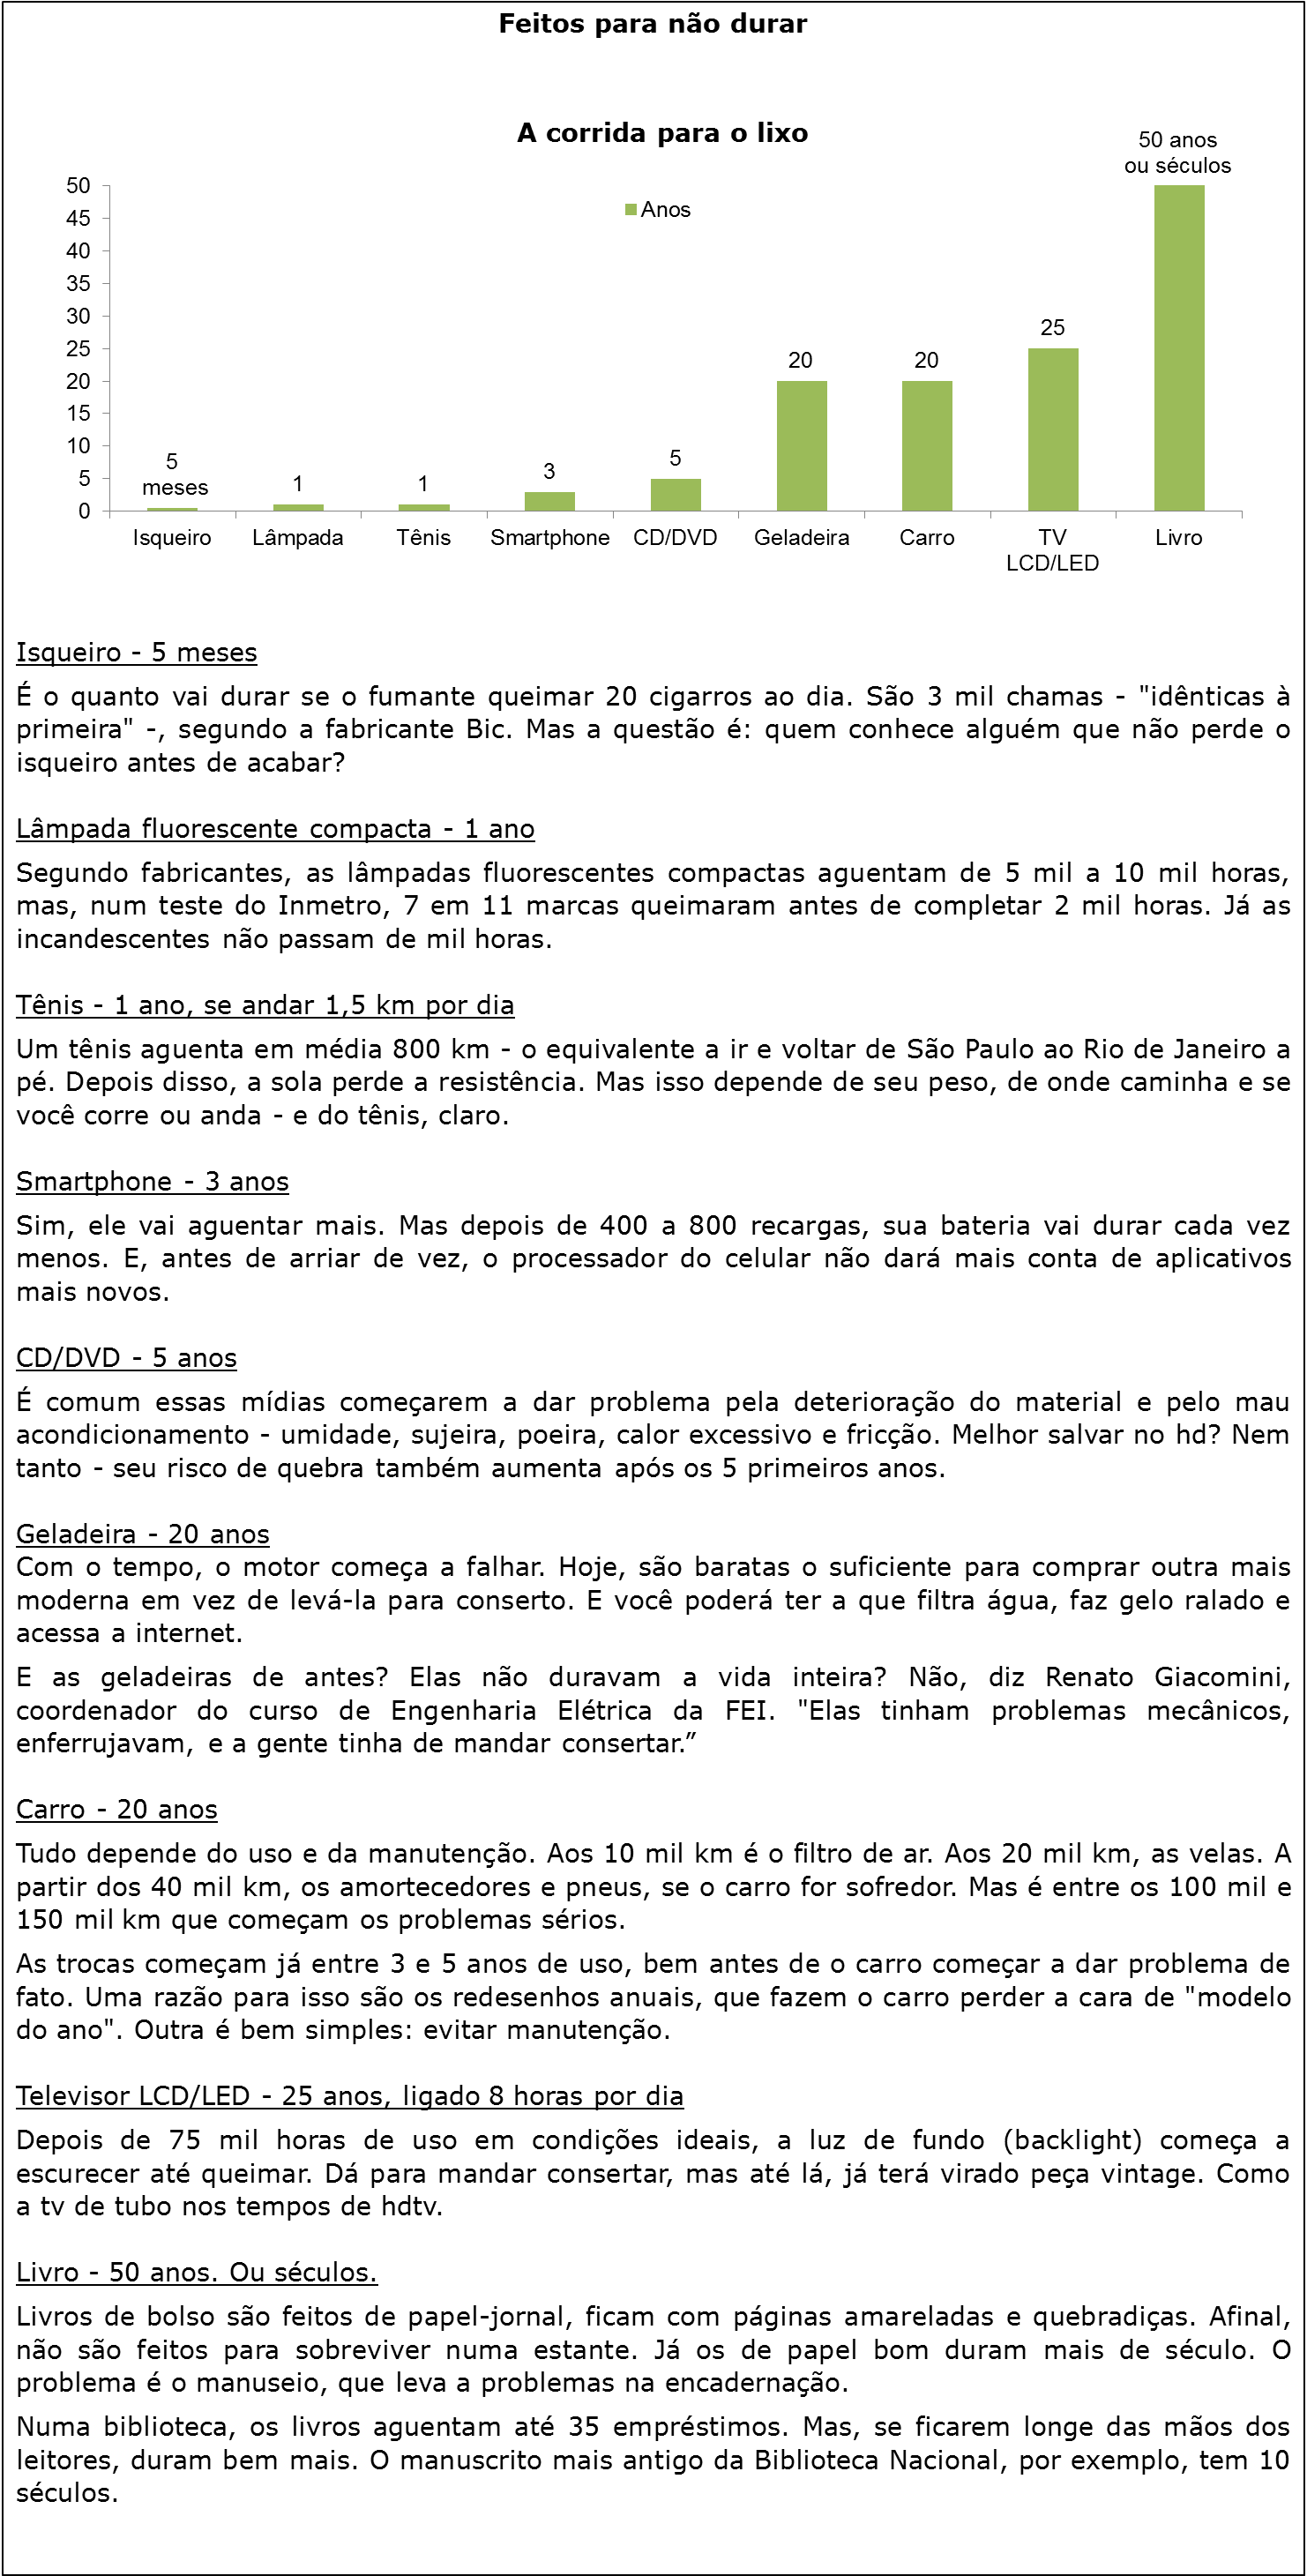 Feitos para não durar
A corrida para o lixo
50 anos
ou séculos
Anos
50
45
40
35
30
25
20
15
10
5
0
5
meses
1
1
3
5
20
20
25
Isqueiro
Lâmpada
Tênis
Smartphone
CD/DVD
Geladeira
Carro
TV
LCD/LED
Livro
Isqueiro - 5 meses
É o quanto vai durar se o fumante queimar 20 cigarros ao dia. São 3 mil chamas - "idênticas à
primeira" -, segundo a fabricante Bic. Mas a questão é: quem conhece alguém que não perde o
isqueiro antes de acabar?
Lâmpada fluorescente compacta - 1 ano
Segundo fabricantes, as lâmpadas fluorescentes compactas aguentam de 5 mil a 10 mil horas,
mas, num teste do Inmetro, 7 em 11 marcas queimaram antes de completar 2 mil horas. Já as
incandescentes não passam de mil horas.
Tênis - 1 ano, se andar 1,5 km por dia
Um tênis aguenta em média 800 km - o equivalente a ir e voltar de São Paulo ao Rio de Janeiro a
pé. Depois disso, a sola perde a resistência. Mas isso depende de seu peso, de onde caminha e se
você corre ou anda - e do tênis, claro.
Smartphone - 3 anos
Sim, ele vai aguentar mais. Mas depois de 400 a 800 recargas, sua bateria vai durar cada vez
menos. E, antes de arriar de vez, o processador do celular não dará mais conta de aplicativos
mais novos.
CD/DVD - 5 anos
É comum essas mídias começarem a dar problema pela deterioração do material e pelo mau
acondicionamento - umidade, sujeira, poeira, calor excessivo e fricção. Melhor salvar no hd? Nem
tanto - seu risco de quebra também aumenta após os 5 primeiros anos.
Geladeira - 20 anos
Com o tempo, o motor começa a falhar. Hoje, são baratas o suficiente para comprar outra mais
moderna em vez de levá-la para conserto. E você poderá ter a que filtra água, faz gelo ralado e
acessa a internet.
E as geladeiras de antes? Elas não duravam a vida inteira? Não, diz Renato Giacomini,
coordenador do curso de Engenharia Elétrica da FEI. "Elas tinham problemas mecânicos,
enferrujavam, e a gente tinha de mandar consertar.”
Carro - 20 anos
Tudo depende do uso e da manutenção. Aos 10 mil km é o filtro de ar. Aos 20 mil km, as velas. A
partir dos 40 mil km, os amortecedores e pneus, se o carro for sofredor. Mas é entre os 100 mil e
150 mil km que começam os problemas sérios.
As trocas começam já entre 3 e 5 anos de uso, bem antes de o carro começar a dar problema de
fato. Uma razão para isso são os redesenhos anuais, que fazem o carro perder a cara de "modelo
do ano". Outra é bem simples: evitar manutenção.
Televisor LCD/LED - 25 anos, ligado 8 horas por dia
Depois de 75 mil horas de uso em condições ideais, a luz de fundo (backlight) começa a
escurecer até queimar. Dá para mandar consertar, mas até lá, já terá virado peça vintage. Como
a tv de tubo nos tempos de hdtv.
Livro - 50 anos. Ou séculos.
Livros de bolso são feitos de papel-jornal, ficam com páginas amareladas e quebradiças. Afinal,
não são feitos para sobreviver numa estante. Já os de papel bom duram mais de século. O
problema é o manuseio, que leva a problemas na encadernação.
Numa biblioteca, os livros aguentam até 35 empréstimos. Mas, se ficarem longe das mãos dos
leitores, duram bem mais. O manuscrito mais antigo da Biblioteca Nacional, por exemplo, tem 10
séculos.